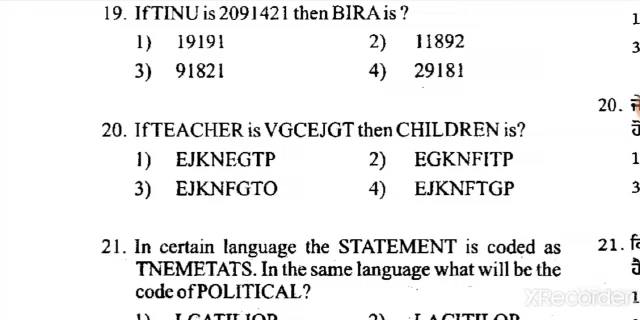 19. If TINU is 2091421 then BIRA is ?
1) 19191 2) 11892
3) 91821 4) 29181
20.
20. If TEACHER is VGCEJGT then CHILDREN is?
1) EJKNEGTP 2) EGKNFITP
3) EJKNFGTO 4) EJKNFTGP
21. In certain language the STATEMENT is coded as 21.
TNEMETATS. In the same language what will be the
code of POLITICAL?
XRecorder